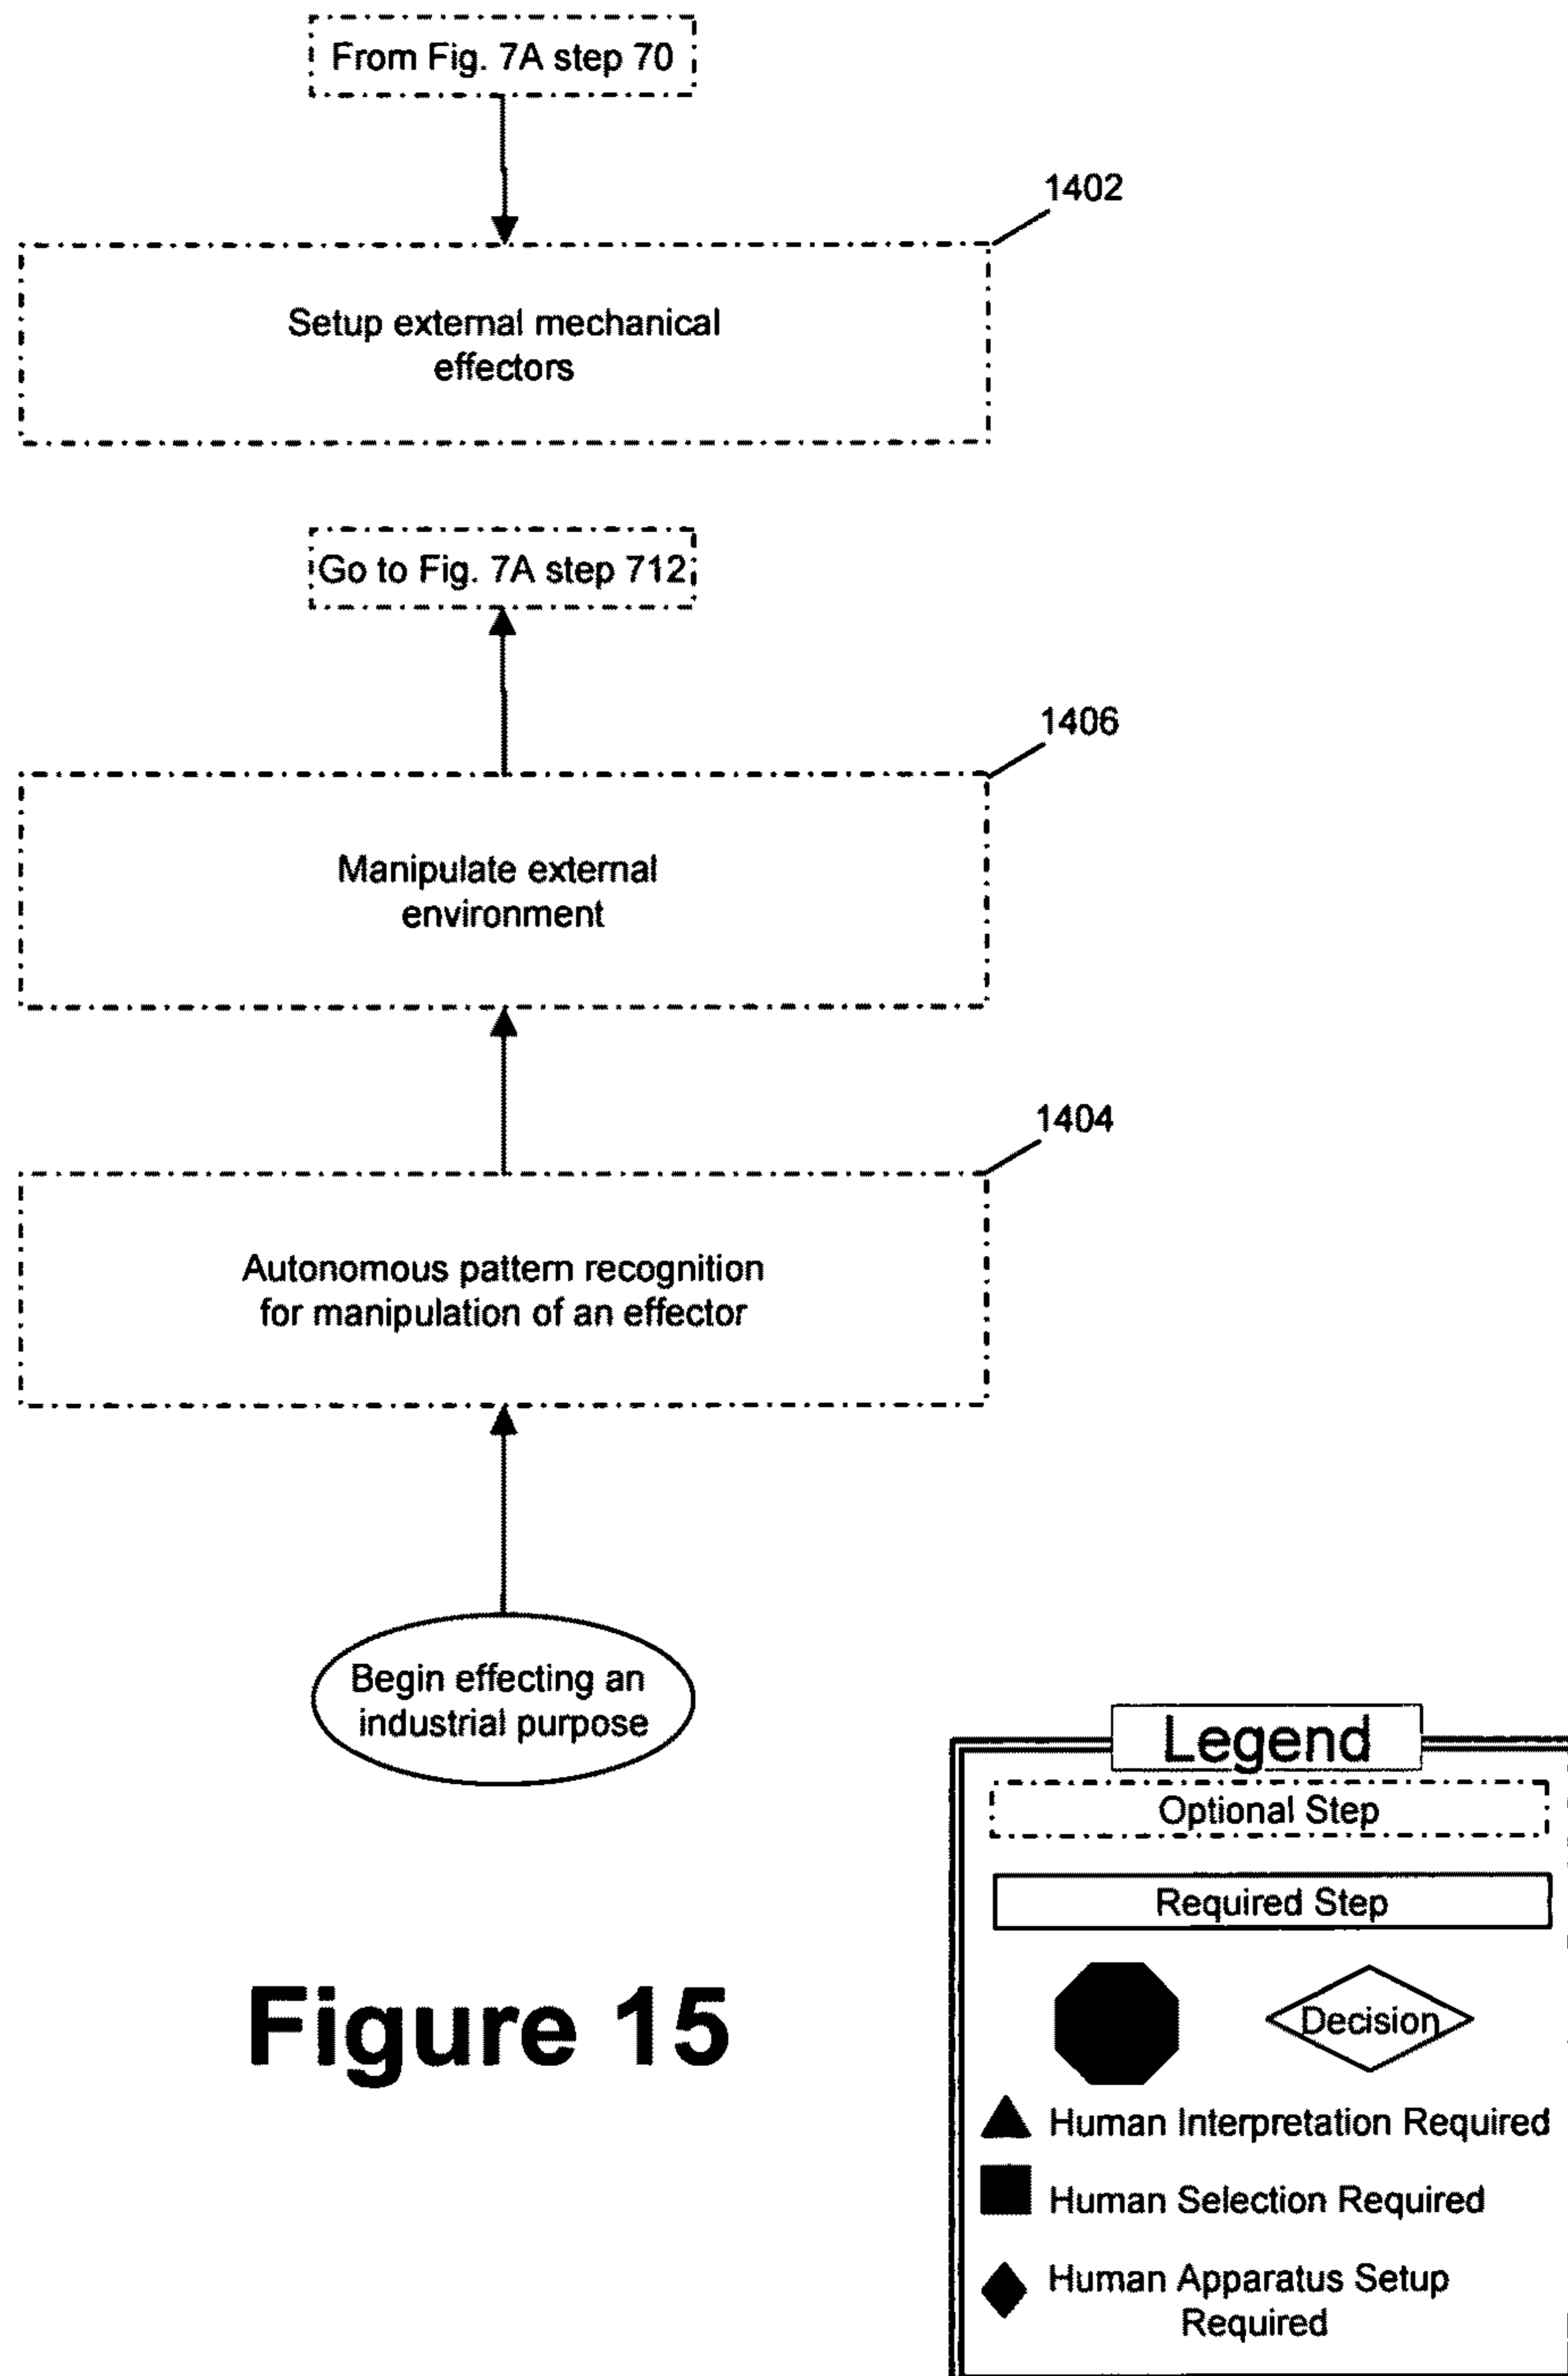 From Fig. 7A step 70
1402
Setup external mechanical
effectors
Go to Fig. 7A step 712
1406
Manipulate external
environment
1404
Autonomous pattern recognition
for manipulation of an effector
Begin effecting an
industrial purpose
Figure 15
Legend
Optional Step
Required Step
Decision
Human Interpretation Required
Human Selection Required
Human Apparatus Setup
Required